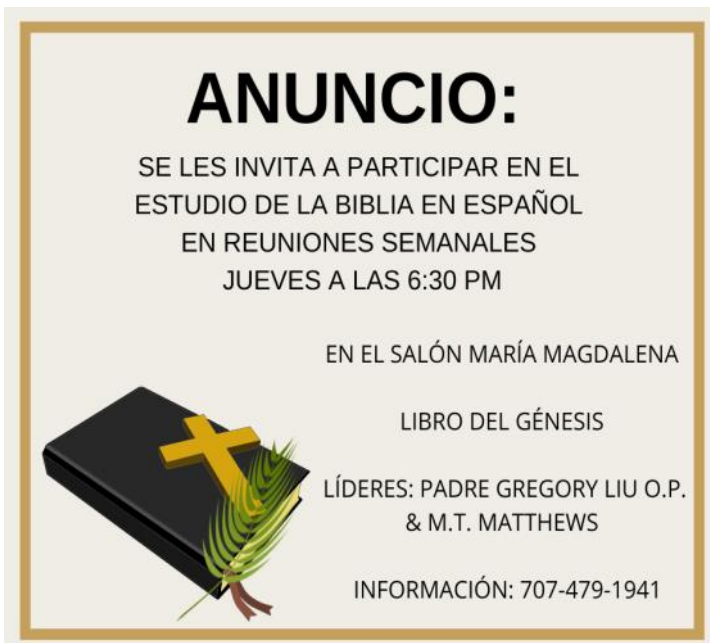 ANUNCIO:
SE LES INVITA A PARTICIPAR EN EL
ESTUDIO DE LA BIBLIA EN ESPAÑOL
EN REUNIONES SEMANALES
JUEVES A LAS 6:30 PM
EN EL SALÓN MARÍA MAGDALENA
LIBRO DEL GÉNESIS
LÍDERES: PADRE GREGORY LIU O.P.
& M.T. MATTHEWS
INFORMACIÓN: 707-479-1941